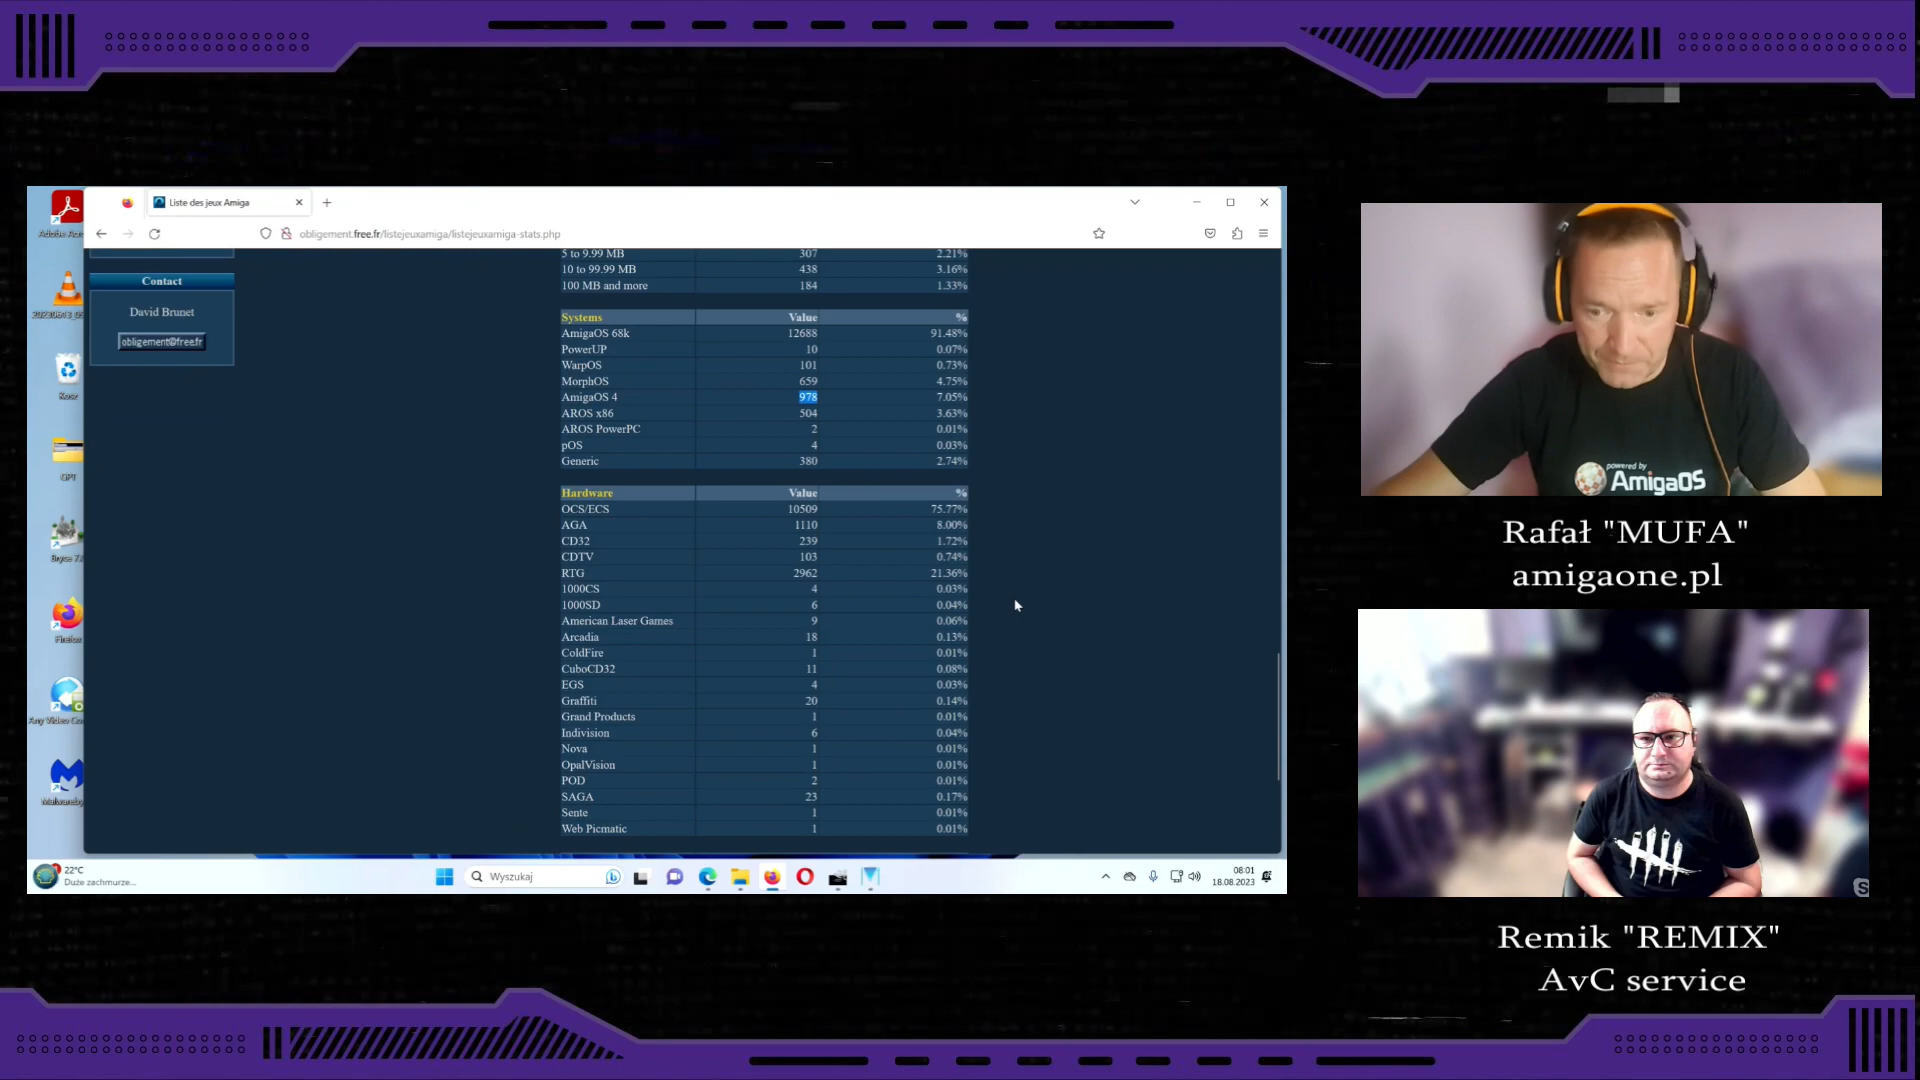 Liste des jeux Amiga
obligement.free.fr/listejeuxamiga/listejeuxamiga-stats.php
Contact
David Brunet
obligement@free.fr
5 to 9.99 MB 307 2.21%
10 to 99.99 MB 438 3.16%
100 MB and more 184 1.33%
Systems Value %
AmigaOS 68k 12688 91.48%
PowerUP 10 0.07%
WarpOS 101 0.73%
MorphOS 659 4.75%
AmigaOS 4 978 7.05%
AROS x86 504 3.63%
AROS PowerPC 2 0.01%
pOS 4 0.03%
Generic 380 2.74%
Hardware Value %
OCS/ECS 10509 75.77%
AGA 1110 8.00%
CD32 239 1.72%
CDTV 103 0.74%
RTG 2962 21.36%
1000CS 4 0.03%
1000SD 6 0.04%
American Laser Games 9 0.06%
Arcadia 18 0.13%
ColdFire 1 0.01%
CuboCD32 11 0.08%
EGS 4 0.03%
Graffiti 20 0.14%
Grand Products 1 0.01%
Indivision 6 0.04%
Nova 1 0.01%
OpalVision 1 0.01%
POD 2 0.01%
SAGA 23 0.17%
Sente 1 0.01%
Web Picmatic 1 0.01%
Kosz
GPT
Firefox
22°C
Duże zachmurze...
Wyszukaj
08:01
18.08.2023
powered by
AmigaOS
Rafał "MUFA"
amigaone.pl
Remik "REMIX"
AvC service